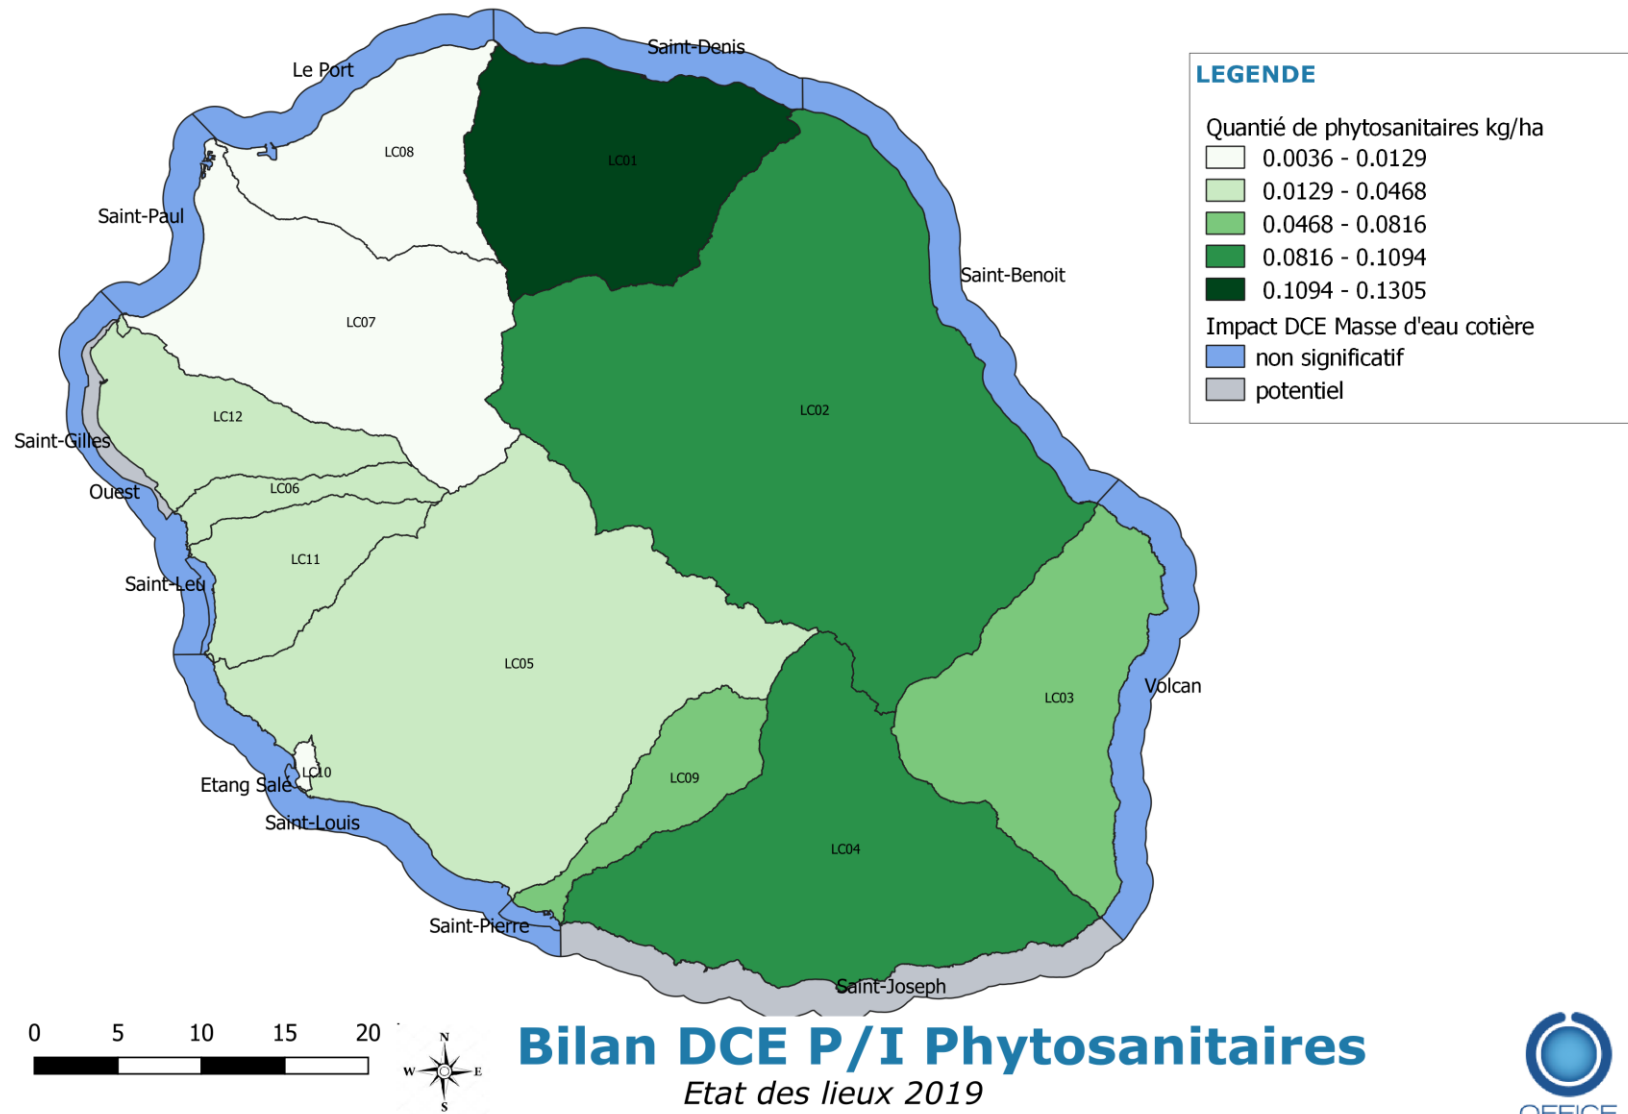 Saint-Denis
Le Port
LEGENDE
Quantié de phytosanitaires kg/ha
0.0036 - 0.0129
0.0129 - 0.0468
0.0468 - 0.0816
0.0816 - 0.1094
0.1094 - 0.1305
Impact DCE Masse d'eau cotière
non significatif
potentiel
LC08
LC01
Saint-Paul
Saint-Benoit
LC07
LC12
LC02
Saint-Gilles
Ouest
LC06
LC11
Saint-Leu
LC05
Volcan
LC03
LC10
Etang Salé
LC09
Saint-Louis
LC04
Saint-Pierre
Saint-Joseph
0 5 10 15 20
N
W E
S
Bilan DCE P/I Phytosanitaires
Etat des lieux 2019
OFFICE